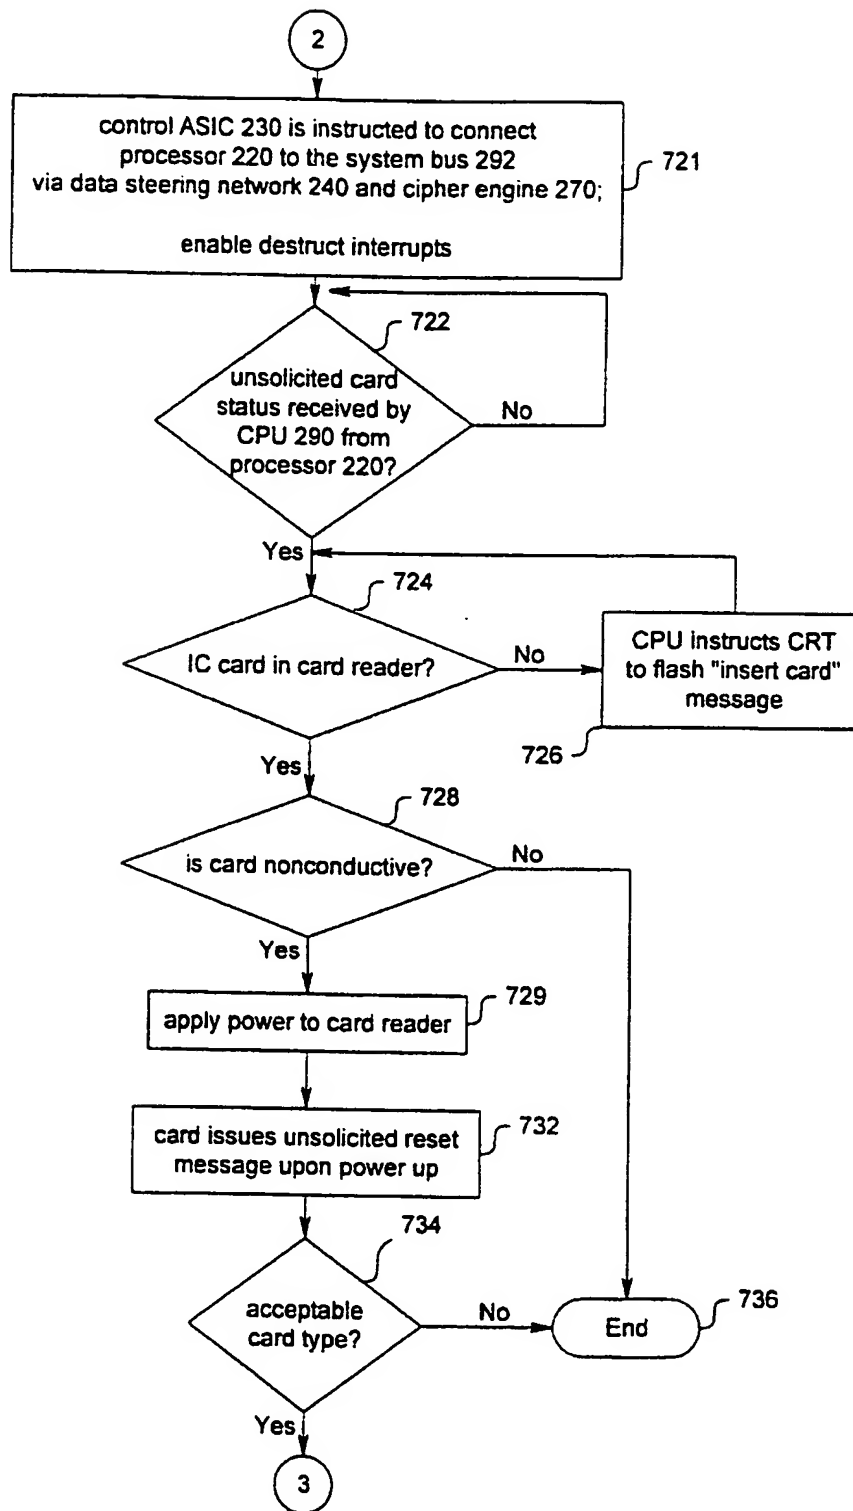 2
control ASIC 230 is instructed to connect
processor 220 to the system bus 292
via data steering network 240 and cipher engine 270;
enable destruct interrupts
721
722
unsolicited card
status received by
CPU 290 from
processor 220?
No
Yes
724
IC card in card reader?
No
CPU instructs CRT
to flash "insert card"
message
726
Yes
728
is card nonconductive?
No
Yes
729
apply power to card reader
732
card issues unsolicited reset
message upon power up
734
acceptable
card type?
No
End
736
Yes
3